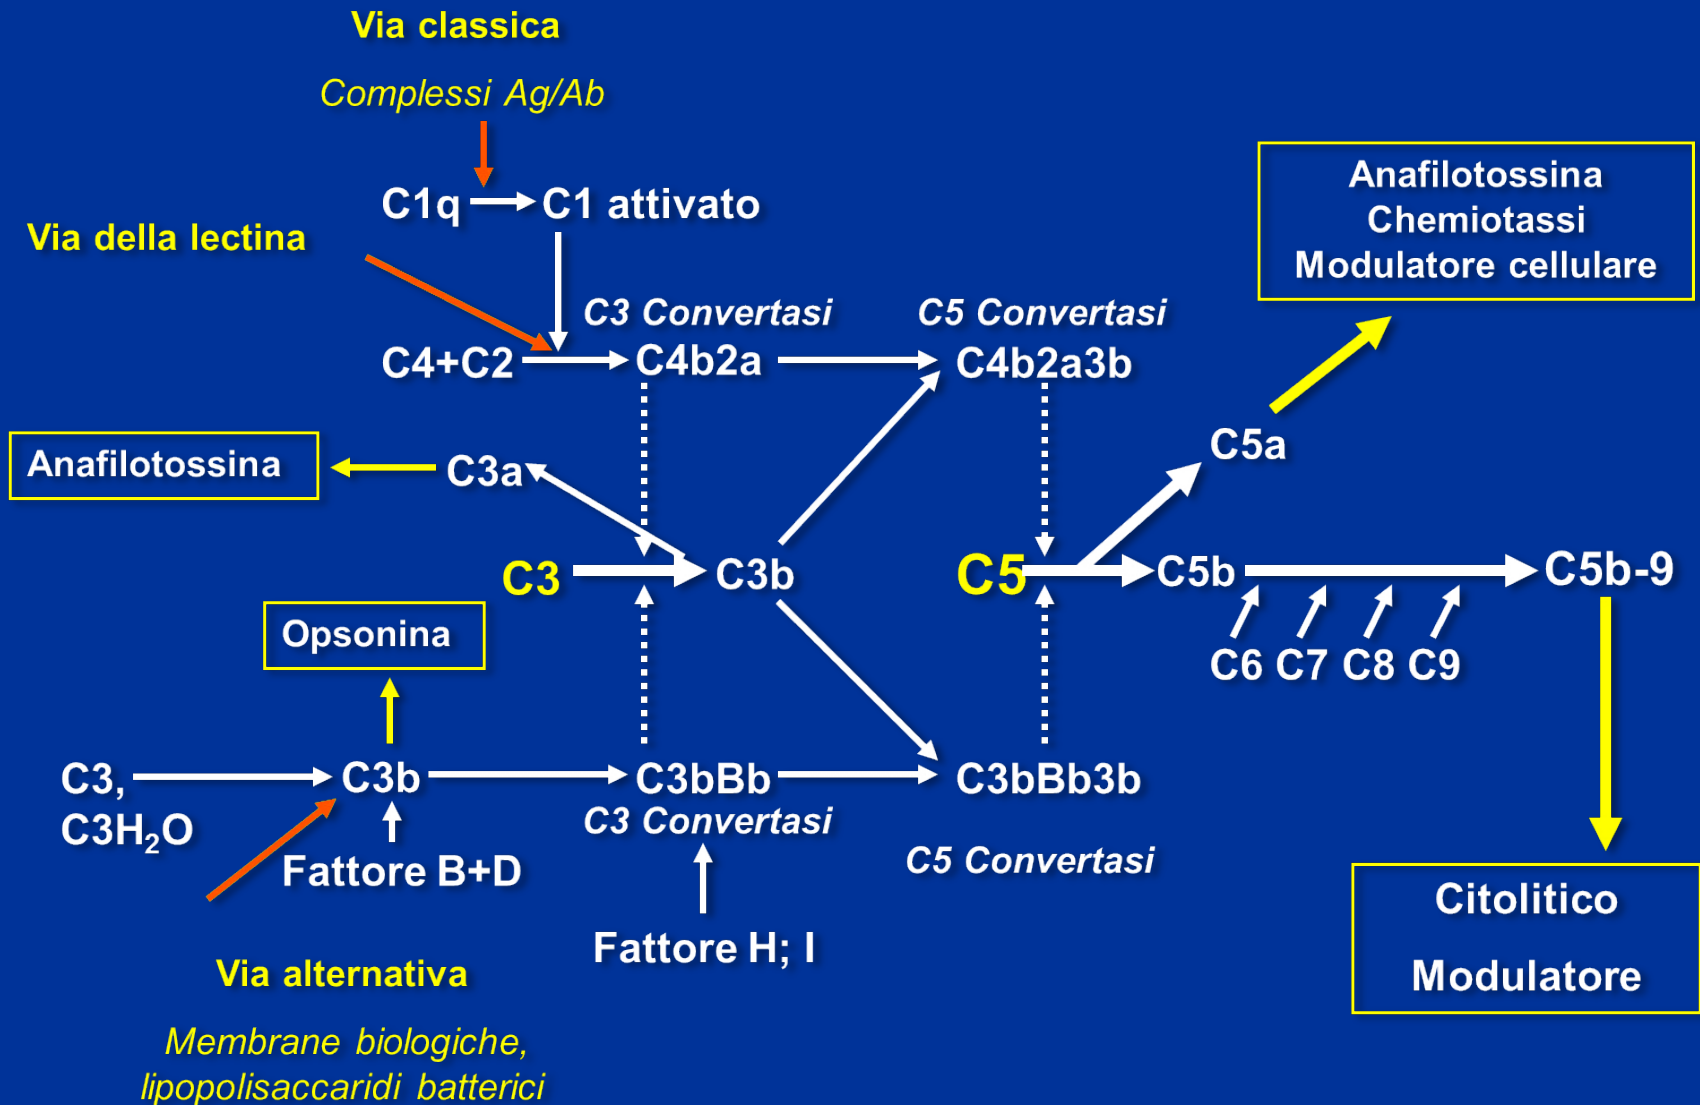 Via classica
Complessi Ag/Ab
C1q
C1 attivato
Via della lectina
Anafilotossina
Chemiotassi
Modulatore cellulare
C3 Convertasi
C5 Convertasi
C4+C2
C4b2a
C4b2a3b
C5a
Anafilotossina
C3a
C3
C3b
C5
C5b
C5b-9
Opsonina
C6 C7 C8 C9
C3,
C3H₂O
C3b
C3bBb
C3bBb3b
C3 Convertasi
C5 Convertasi
Fattore B+D
Fattore H; I
Citolitico
Modulatore
Via alternativa
Membrane biologiche,
lipopolisaccaridi batterici